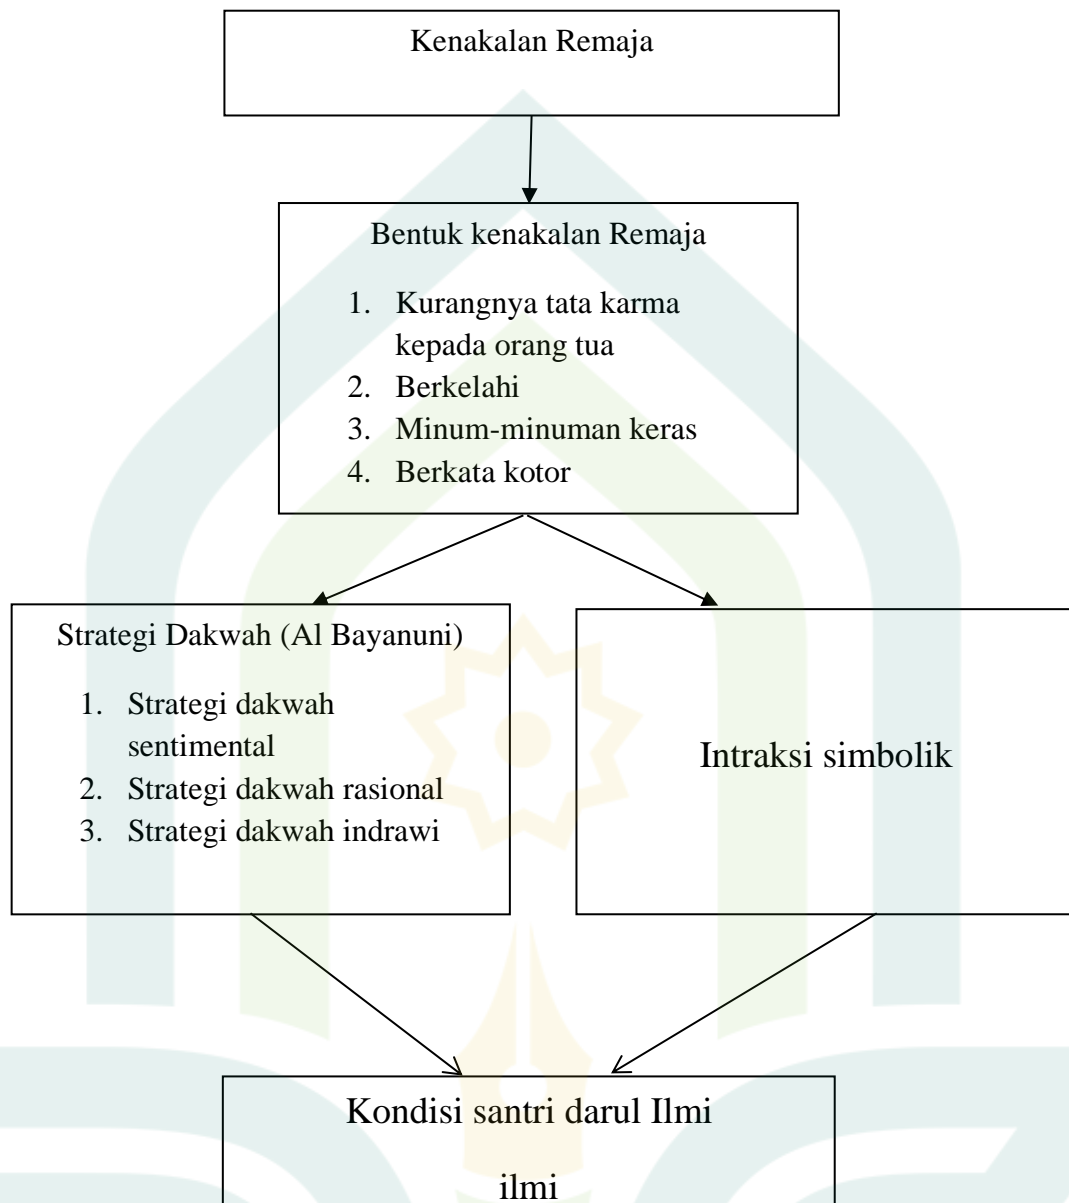 Kenakalan Remaja
Bentuk kenakalan Remaja
1. Kurangnya tata karma
kepada orang tua
2. Berkelahi
3. Minum-minuman keras
4. Berkata kotor
Strategi Dakwah (Al Bayanuni)
1. Strategi dakwah
sentimental
2. Strategi dakwah rasional
3. Strategi dakwah indrawi
Intraksi simbolik
Kondisi santri darul Ilmi
ilmi